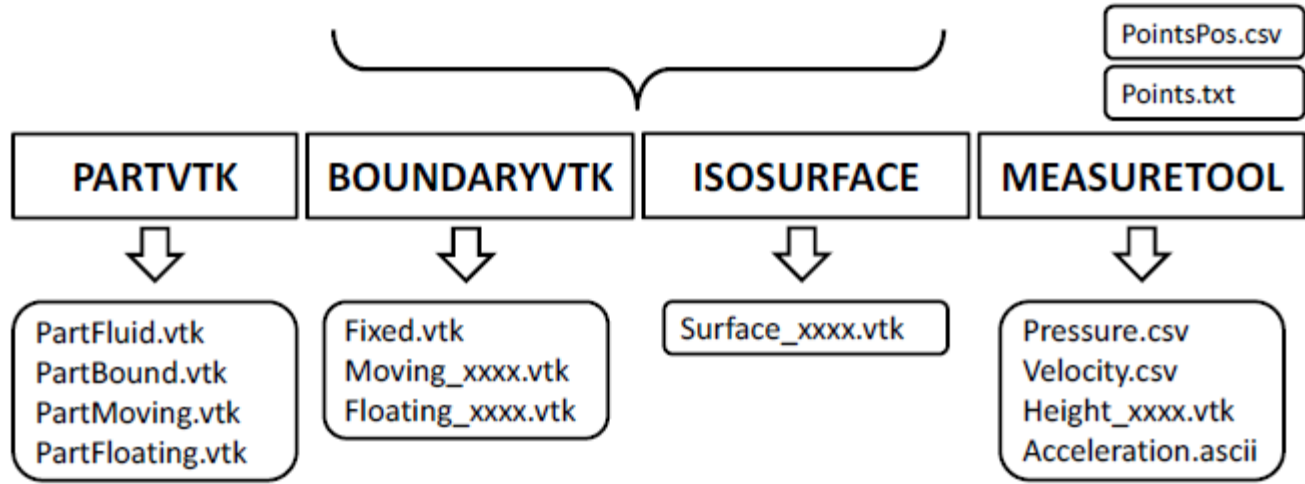 PointsPos.csv
Points.txt
PARTVTK
BOUNDARYVTK
ISOSURFACE
MEASURETOOL
PartFluid.vtk
PartBound.vtk
PartMoving.vtk
PartFloating.vtk
Fixed.vtk
Moving_xxxx.vtk
Floating_xxxx.vtk
Surface_xxxx.vtk
Pressure.csv
Velocity.csv
Height_xxxx.vtk
Acceleration.ascii